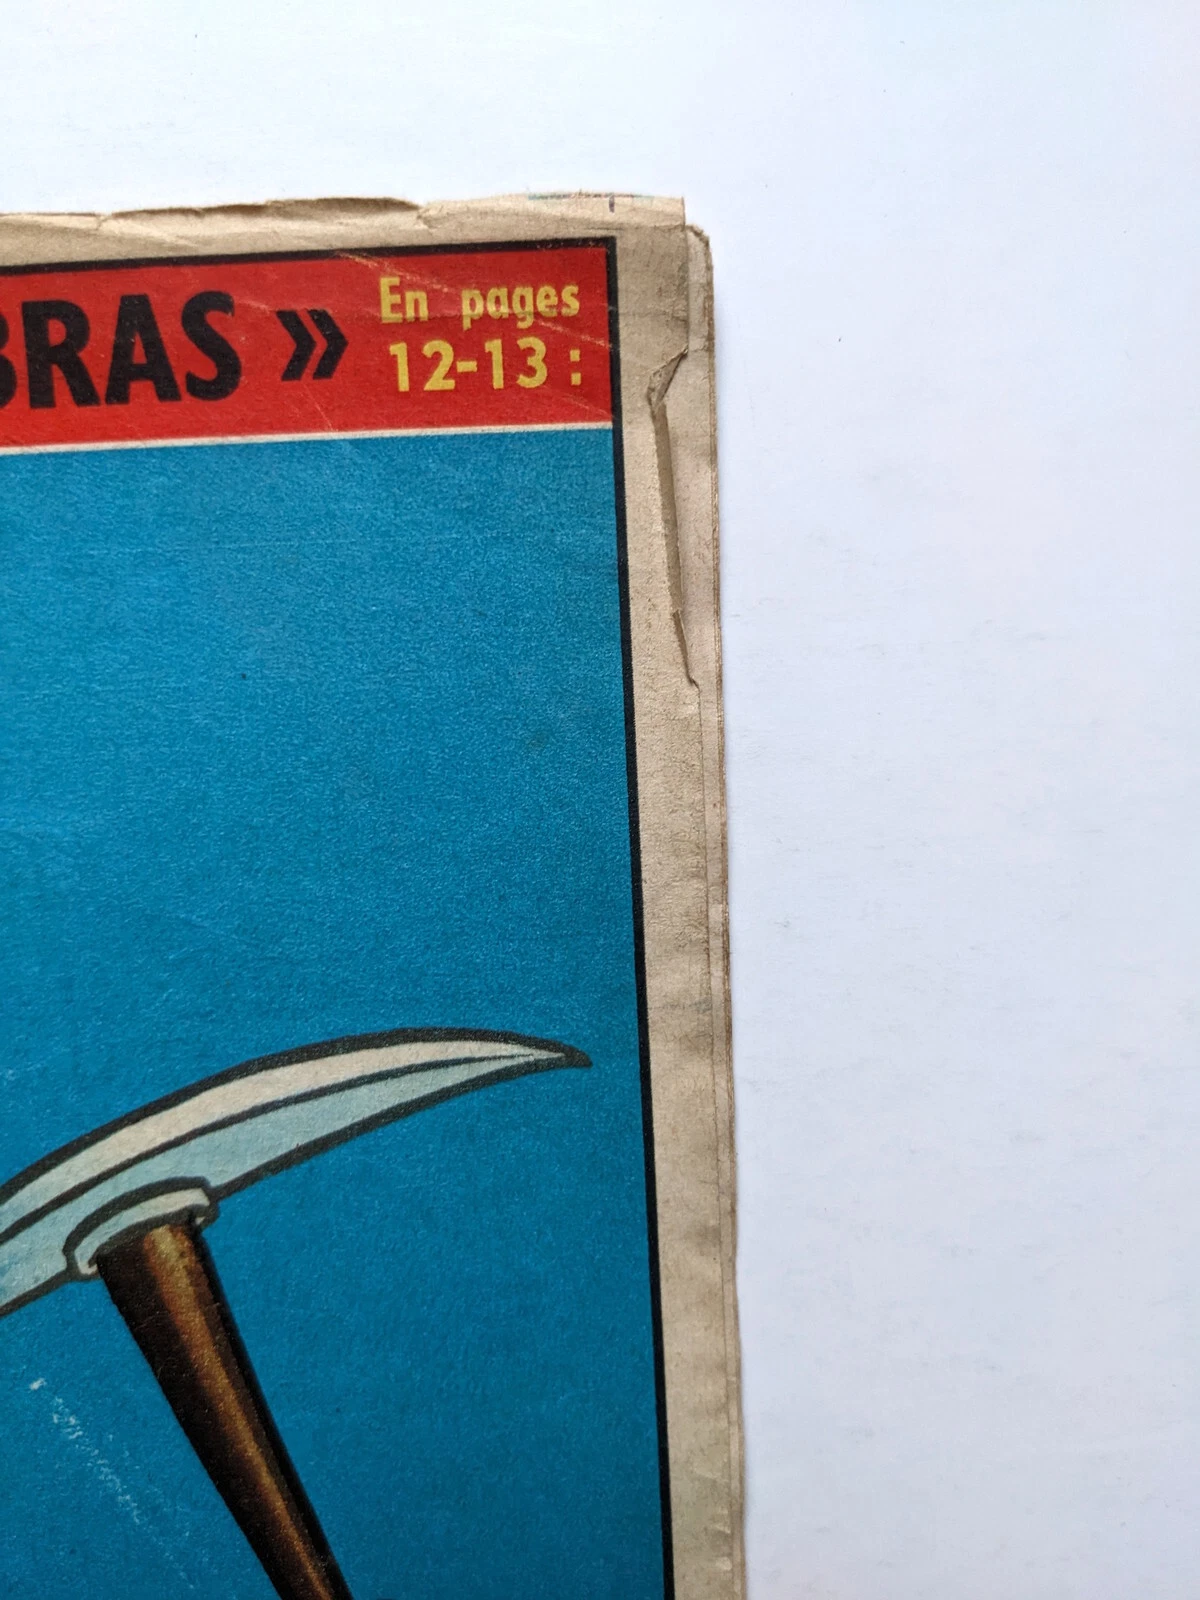 BRAS »
En pages
12-13 :